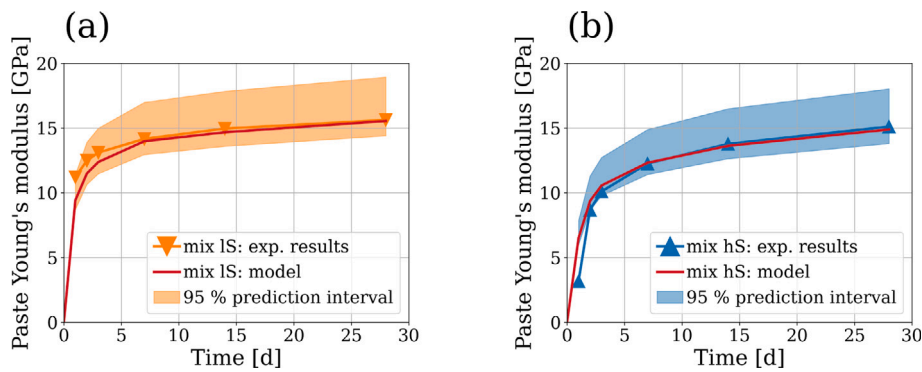 (a)
Paste Young's modulus [GPa]
20
15
10
5
0
mix lS: exp. results
mix lS: model
95 % prediction interval
0 5 10 15 20 25 30
Time [d]
(b)
Paste Young's modulus [GPa]
20
15
10
5
0
mix hS: exp. results
mix hS: model
95 % prediction interval
0 5 10 15 20 25 30
Time [d]